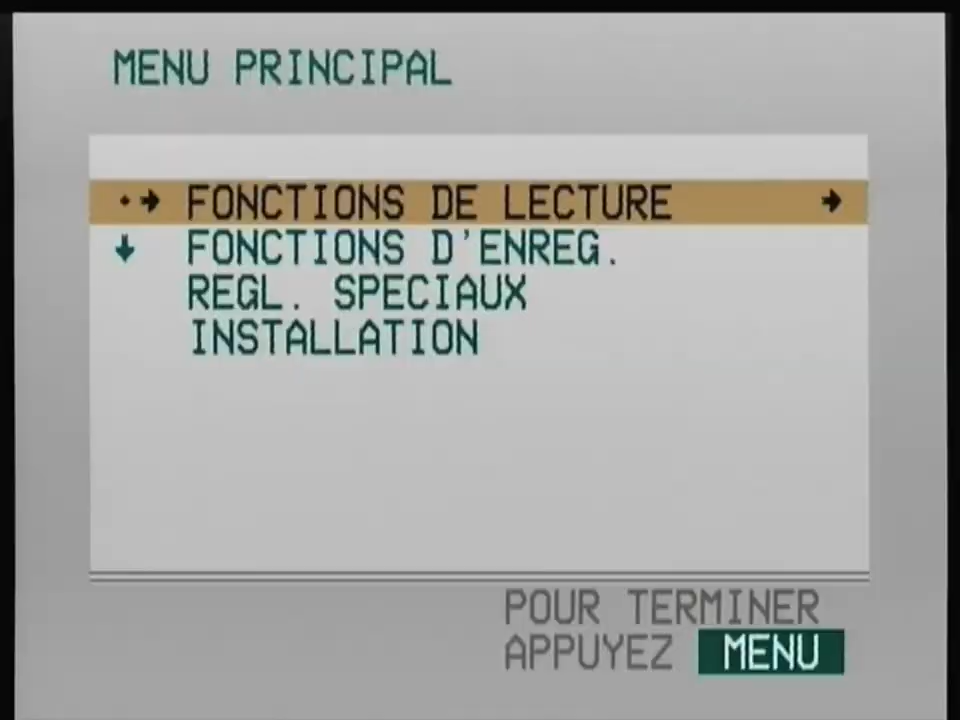 MENU PRINCIPAL
FONCTIONS DE LECTURE
FONCTIONS D'ENREG.
REGL. SPECIAUX
INSTALLATION
POUR TERMINER
APPUYEZ MENU